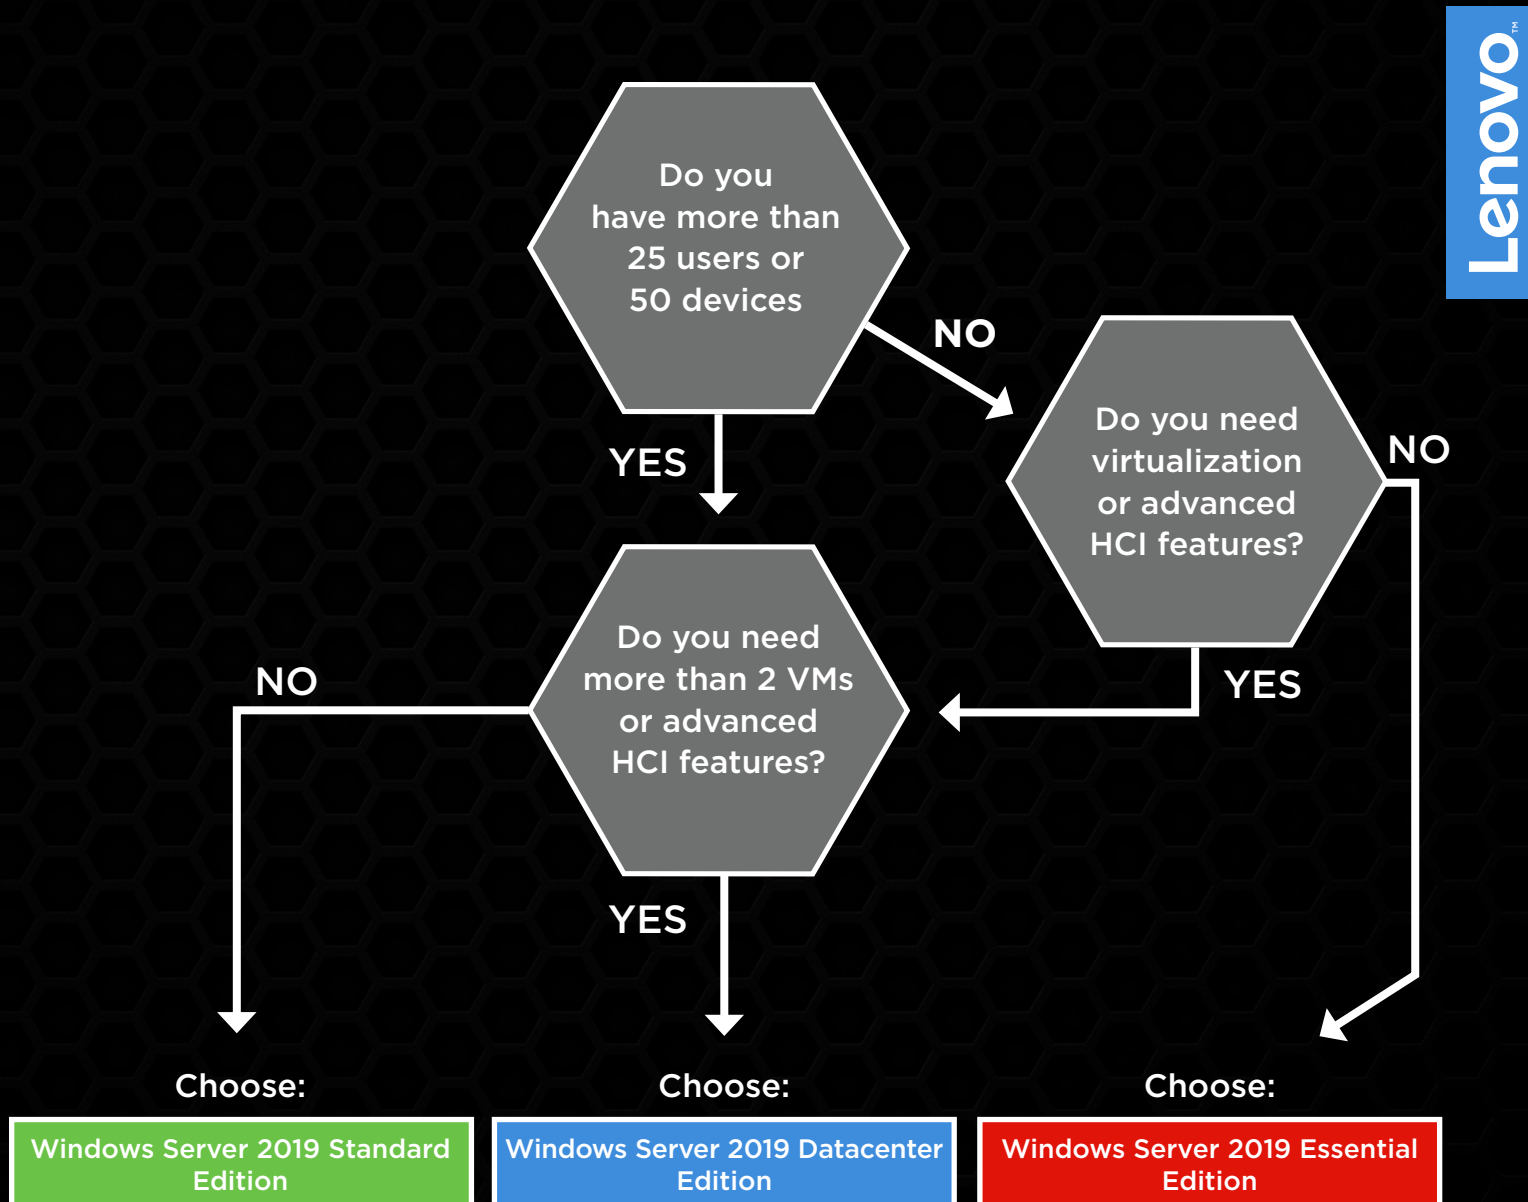 Lenovo™
Do you
have more than
25 users or
50 devices
NO
YES
Do you need
virtualization
or advanced
HCI features?
NO
YES
Do you need
more than 2 VMs
or advanced
HCI features?
NO
YES
Choose:
Windows Server 2019 Standard
Edition
Choose:
Windows Server 2019 Datacenter
Edition
Choose:
Windows Server 2019 Essential
Edition